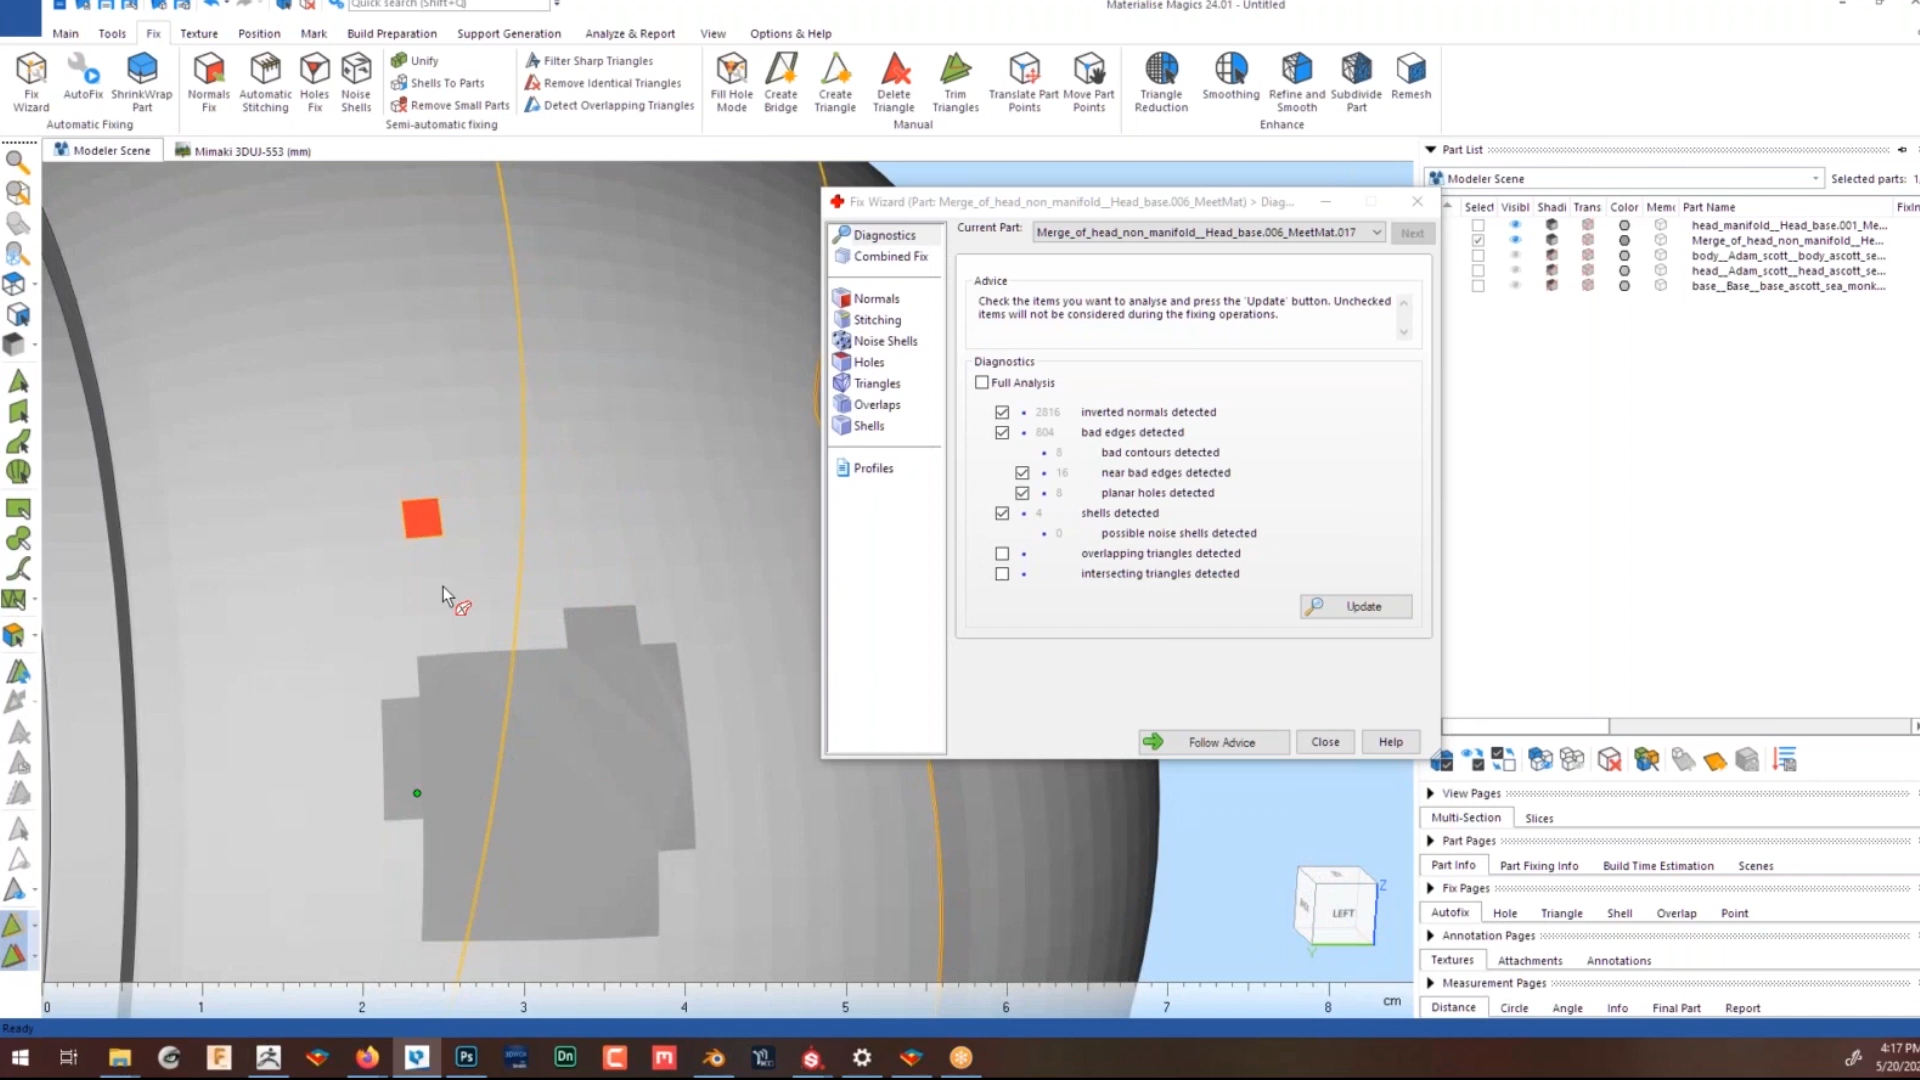 Quick search (Shift+Q)
Materialise Magics 24.01 - Untitled
Main Tools Fix Texture Position Mark Build Preparation Support Generation Analyze & Report View Options & Help
Fix Wizard
AutoFix
ShrinkWrap Part
Automatic Fixing
Normals Fix
Automatic Stitching
Holes Fix
Noise Shells
Unify
Shells To Parts
Remove Small Parts
Filter Sharp Triangles
Remove Identical Triangles
Detect Overlapping Triangles
Semi-automatic fixing
Fill Hole Mode
Create Bridge
Create Triangle
Delete Triangle
Trim Triangles
Translate Part Points
Move Part Points
Manual
Triangle Reduction
Smoothing
Refine and Smooth
Subdivide Part
Remesh
Enhance
Modeler Scene
Mimaki 3DUJ-553 (mm)
Fix Wizard (Part: Merge_of_head_non_manifold__Head_base.006_MeetMat) > Diag...
Diagnostics
Combined Fix
Normals
Stitching
Noise Shells
Holes
Triangles
Overlaps
Shells
Profiles
Current Part: Merge_of_head_non_manifold__Head_base.006_MeetMat.017 Next
Advice
Check the items you want to analyse and press the 'Update' button. Unchecked
items will not be considered during the fixing operations.
Diagnostics
Full Analysis
2816 inverted normals detected
804 bad edges detected
8 bad contours detected
16 near bad edges detected
8 planar holes detected
4 shells detected
0 possible noise shells detected
overlapping triangles detected
intersecting triangles detected
Update
Follow Advice Close Help
Part List
Modeler Scene Selected parts: 1
Select Visibl Shadi Trans Color Memo Part Name Fixin
head_manifold__Head_base.001_Me...
Merge_of_head_non_manifold__He...
body__Adam_scott__body_ascott_se...
head__Adam_scott__head_ascott_se...
base__Base__base_ascott_sea_monk...
View Pages
Multi-Section Slices
Part Pages
Part Info Part Fixing Info Build Time Estimation Scenes
Fix Pages
Autofix Hole Triangle Shell Overlap Point
Annotation Pages
Textures Attachments Annotations
Measurement Pages
Distance Circle Angle Info Final Part Report
LEFT
Z
Y
0 1 2 3 4 5 6 7 8 cm
Ready
Ps
Dn
4:17 PM
5/20/202